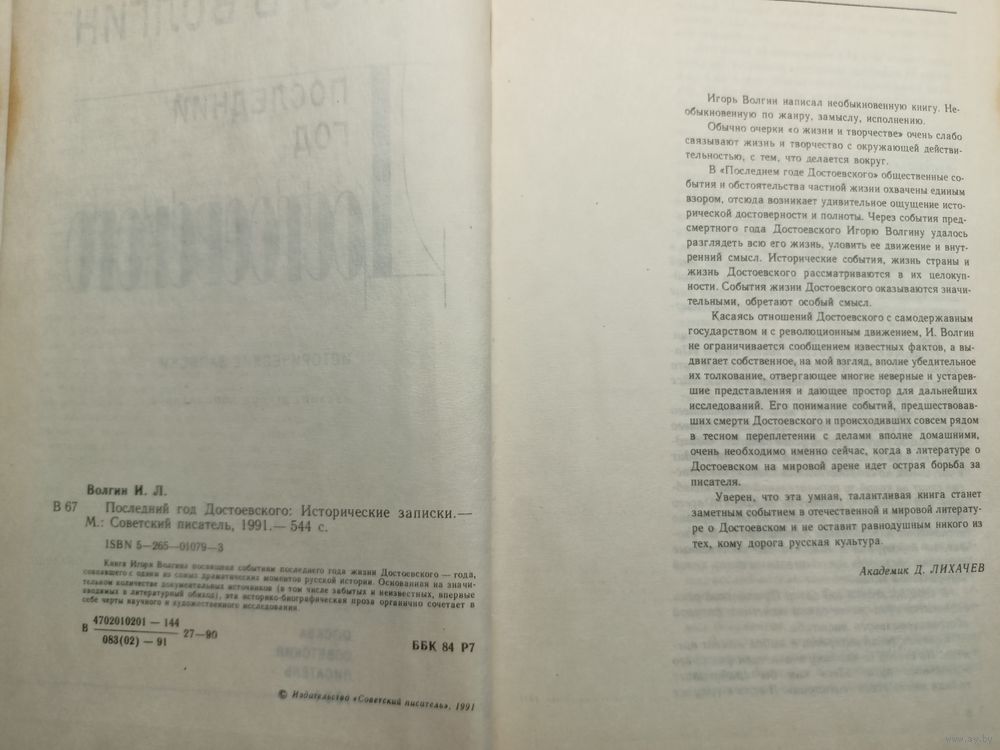 Волгин И. Л.
В 67 Последний год Достоевского: Исторические записки.—
М.: Советский писатель, 1991.— 544 с.
ISBN 5—265—01079—3
Книга Игоря Волгина посвящена событиям последнего года жизни Достоевского — года,
совпавшего с одним из самых драматических моментов русской истории. Основанная на значи-
тельном количестве документальных источников (в том числе забытых и неизвестных, впервые
вводимых в литературный обиход), эта историко-биографическая проза органично сочетает в
себе черты научного и художественного исследования.
В 4702010201 — 144
083(02) — 91 27—90
ББК 84 Р7
© Издательство «Советский писатель», 1991
Игорь Волгин написал необыкновенную книгу. Не-
обыкновенную по жанру, замыслу, исполнению.
Обычно очерки «о жизни и творчестве» очень слабо
связывают жизнь и творчество с окружающей действи-
тельностью, с тем, что делается вокруг.
В «Последнем годе Достоевского» общественные со-
бытия и обстоятельства частной жизни охвачены единым
взором, отсюда возникает удивительное ощущение исто-
рической достоверности и полноты. Через события пред-
смертного года Достоевского Игорю Волгину удалось
разглядеть всю его жизнь, уловить ее движение и внут-
ренний смысл. Исторические события, жизнь страны и
жизнь Достоевского рассматриваются в их целокуп-
ности. События жизни Достоевского оказываются значи-
тельными, обретают особый смысл.
Касаясь отношений Достоевского с самодержавным
государством и с революционным движением, И. Волгин
не ограничивается сообщением известных фактов, а вы-
двигает собственное, на мой взгляд, вполне убедительное
их толкование, отвергающее многие неверные и устарев-
шие представления и дающее простор для дальнейших
исследований. Его понимание событий, предшествовав-
ших смерти Достоевского и происходивших совсем рядом
в тесном переплетении с делами вполне домашними,
очень необходимо именно сейчас, когда в литературе о
Достоевском на мировой арене идет острая борьба за
писателя.
Уверен, что эта умная, талантливая книга станет
заметным событием в отечественной и мировой литерату-
ре о Достоевском и не оставит равнодушным никого из
тех, кому дорога русская культура.
Академик Д. ЛИХАЧЕВ
www.ay.by